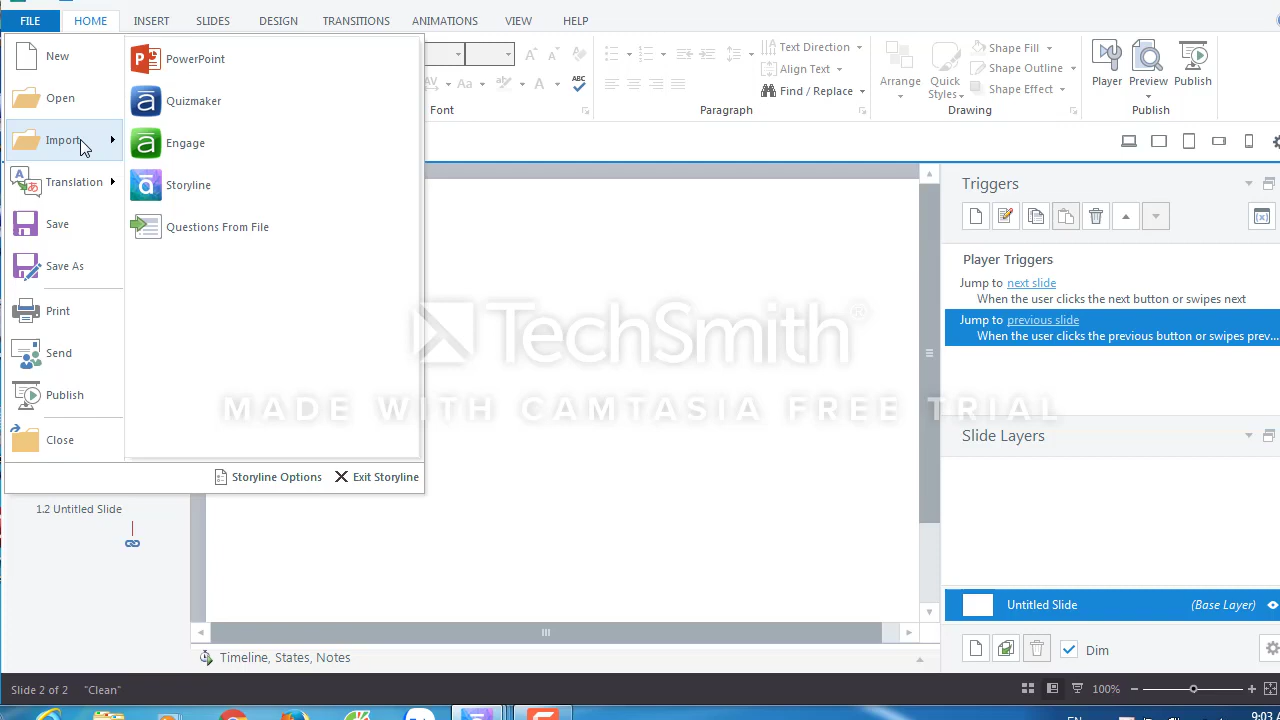 FILE HOME INSERT SLIDES DESIGN TRANSITIONS ANIMATIONS VIEW HELP
New
Open
Import
Translation
Save
Save As
Print
Send
Publish
Close
PowerPoint
Quizmaker
Engage
Storyline
Questions From File
Storyline Options
Exit Storyline
Font
Aa
ABC
Text Direction
Align Text
Find / Replace
Paragraph
Arrange
Quick Styles
Shape Fill
Shape Outline
Shape Effect
Drawing
Player
Preview
Publish
Publish
Triggers
Player Triggers
Jump to next slide
When the user clicks the next button or swipes next
Jump to previous slide
When the user clicks the previous button or swipes prev...
TechSmith
MADE WITH CAMTASIA FREE TRIAL
Slide Layers
1.2 Untitled Slide
Untitled Slide (Base Layer)
Dim
Timeline, States, Notes
Slide 2 of 2 "Clean"
100%
EN